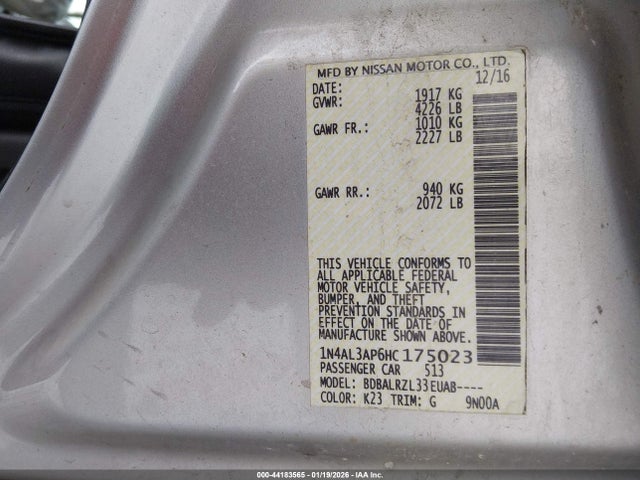 MFD BY NISSAN MOTOR CO., LTD.
DATE: 12/16
GVWR: 1917 KG
4226 LB
GAWR FR.: 1010 KG
2227 LB
GAWR RR.: 940 KG
2072 LB
THIS VEHICLE CONFORMS TO
ALL APPLICABLE FEDERAL
MOTOR VEHICLE SAFETY,
BUMPER, AND THEFT
PREVENTION STANDARDS IN
EFFECT ON THE DATE OF
MANUFACTURE SHOWN ABOVE.
1N4AL3AP6HC175023
PASSENGER CAR 513
MODEL: BDBALRZL33EUAB----
COLOR: K23 TRIM: G 9N00A
000-44183565 - 01/19/2026 - IAA Inc.